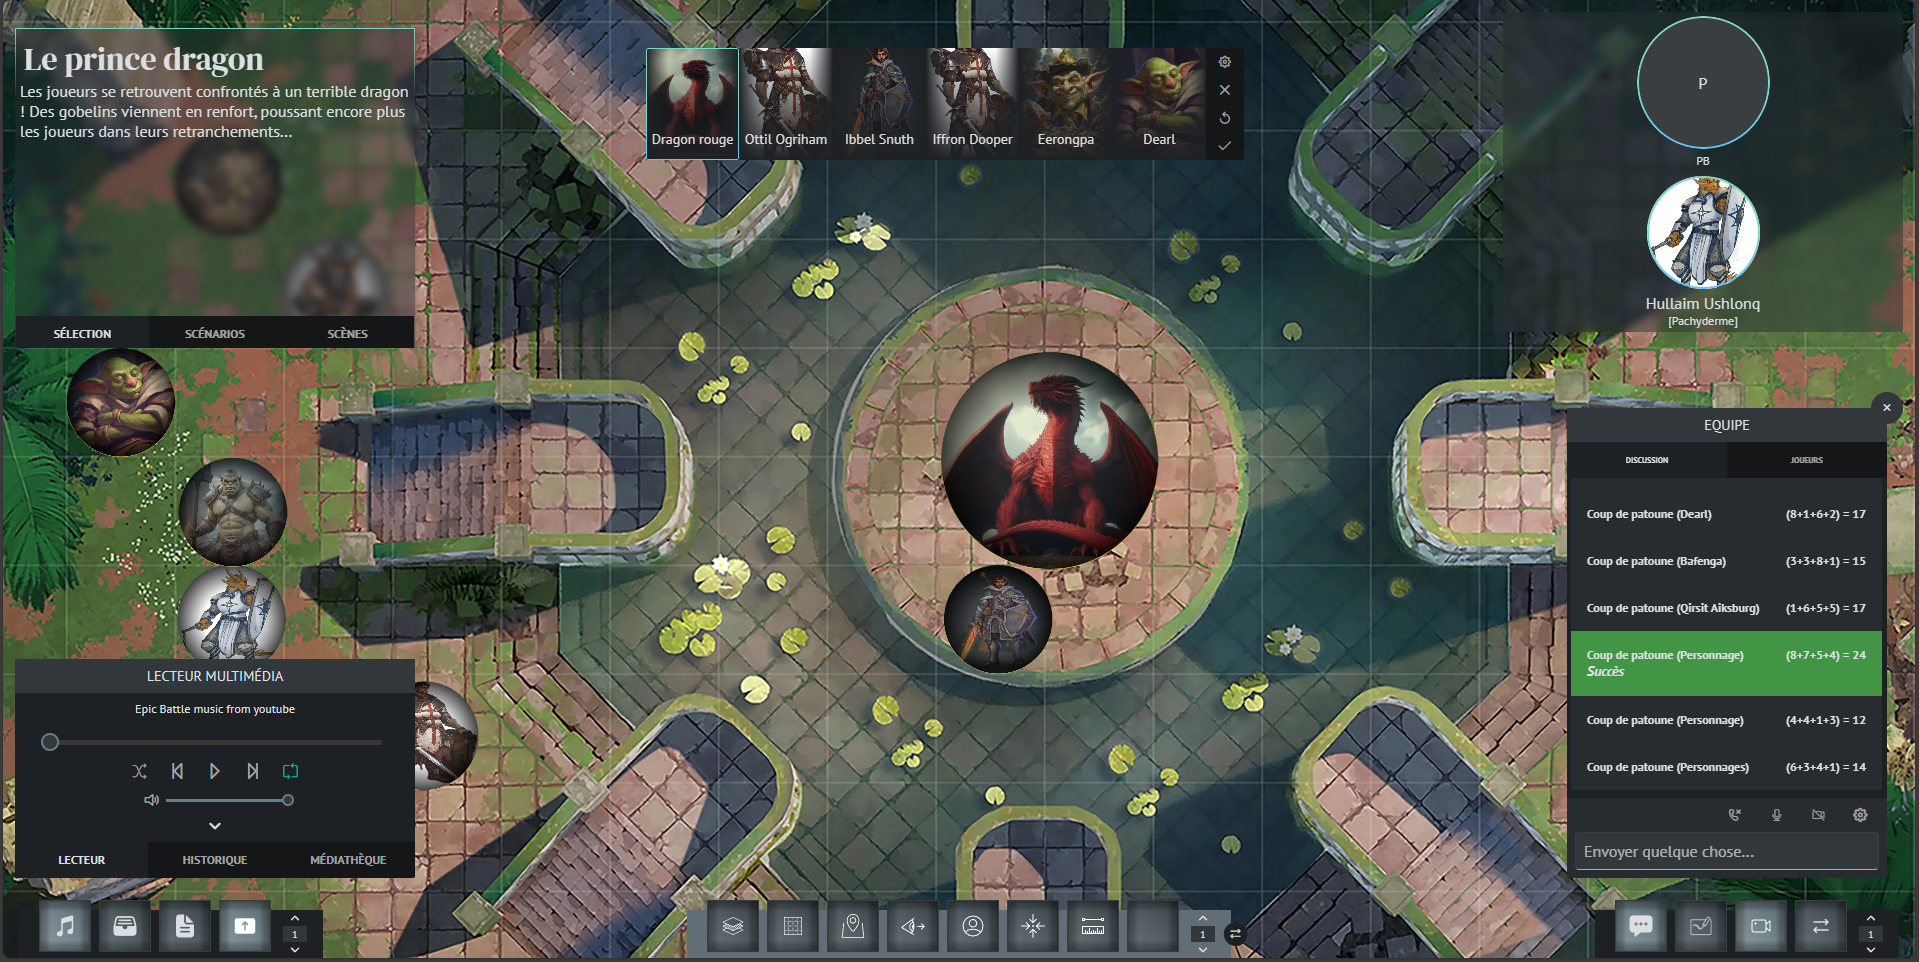 Le prince dragon
Les joueurs se retrouvent confrontés à un terrible dragon
! Des gobelins viennent en renfort, poussant encore plus
les joueurs dans leurs retranchements...
SÉLECTION
SCÉNARIOS
SCÈNES
Dragon rouge
Ottil Ogriham
Ibbel Snuth
Iffron Dooper
Eerongpa
Dearl
P
PB
Hullaim Ushlonq
[Pachyderme]
EQUIPE
DISCUSSION
JOUEURS
Coup de patoune (Dearl) (8+1+6+2) = 17
Coup de patoune (Bafenga) (3+3+8+1) = 15
Coup de patoune (Qirsit Aiksburg) (1+6+5+5) = 17
Coup de patoune (Personnage) (8+7+5+4) = 24
Succès
Coup de patoune (Personnage) (4+4+1+3) = 12
Coup de patoune (Personnages) (6+3+4+1) = 14
Envoyer quelque chose...
LECTEUR MULTIMÉDIA
Epic Battle music from youtube
LECTEUR
HISTORIQUE
MÉDIATHÈQUE
1
1
1